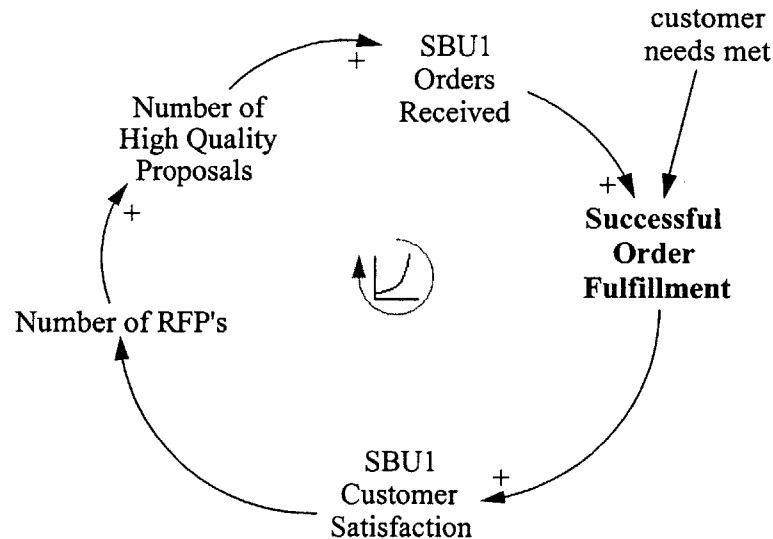 customer
needs met
SBU1
Orders
Received
+
Number of
High Quality
Proposals
+
+
Successful
Order
Fulfillment
Number of RFP's
SBU1
Customer
Satisfaction
+